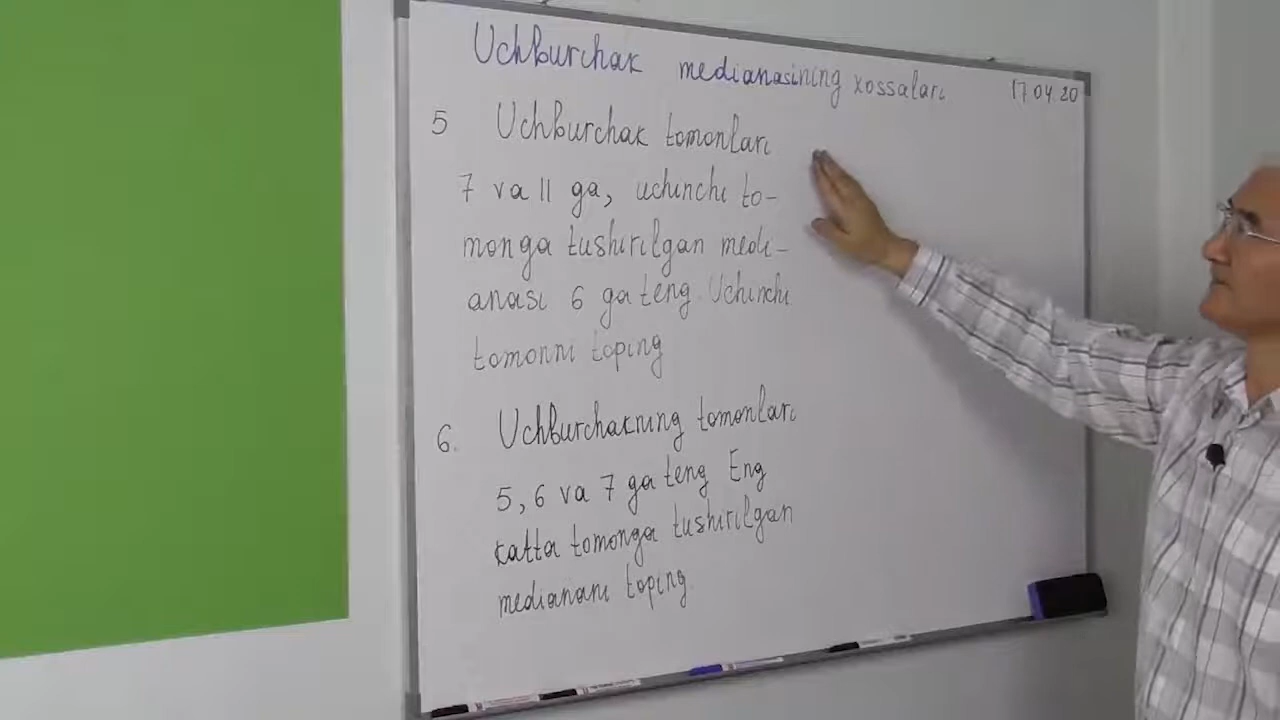 Uchburchak medianasining xossalari 17.04.20
5 Uchburchak tomonlari
7 va 11 ga, uchinchi to-
monga tushirilgan medi-
anasi 6 ga teng. Uchinchi
tomonni toping
6. Uchburchakning tomonlari
5, 6 va 7 ga teng Eng
katta tomonga tushirilgan
medianani toping.